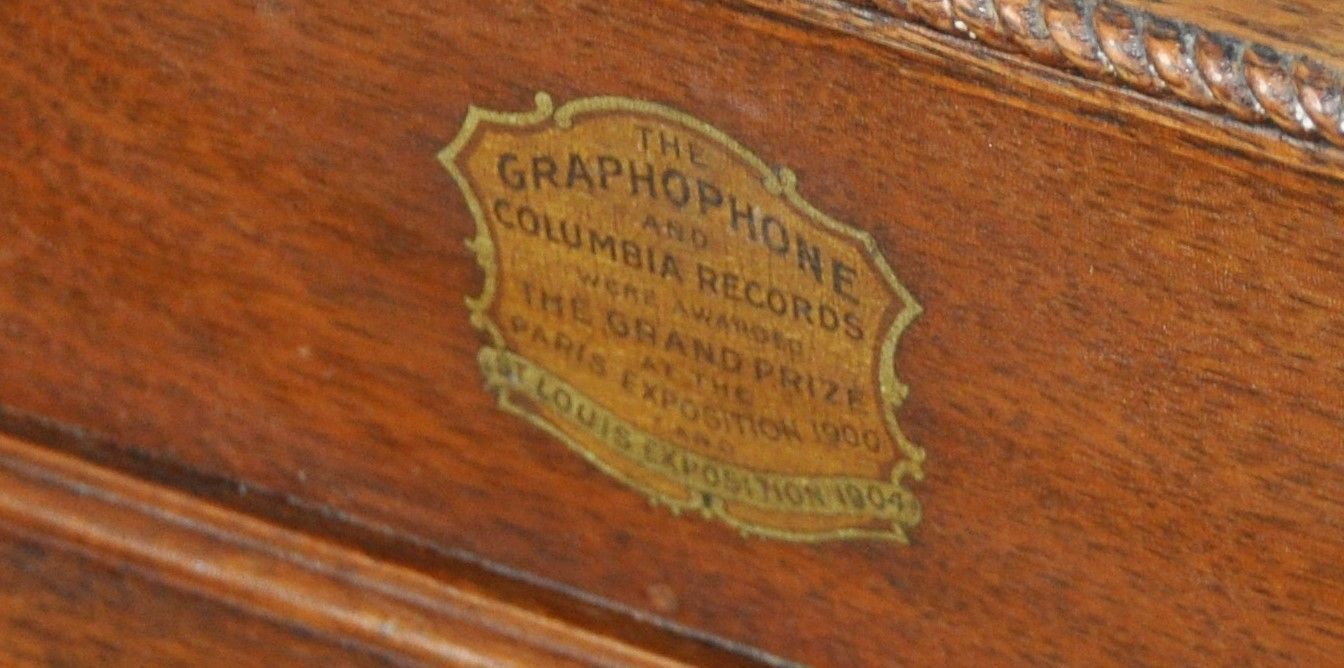 THE
GRAPHOPHONE
AND
COLUMBIA RECORDS
WERE AWARDED
THE GRAND PRIZE
AT THE
PARIS EXPOSITION 1900
AND
ST LOUIS EXPOSITION 1904